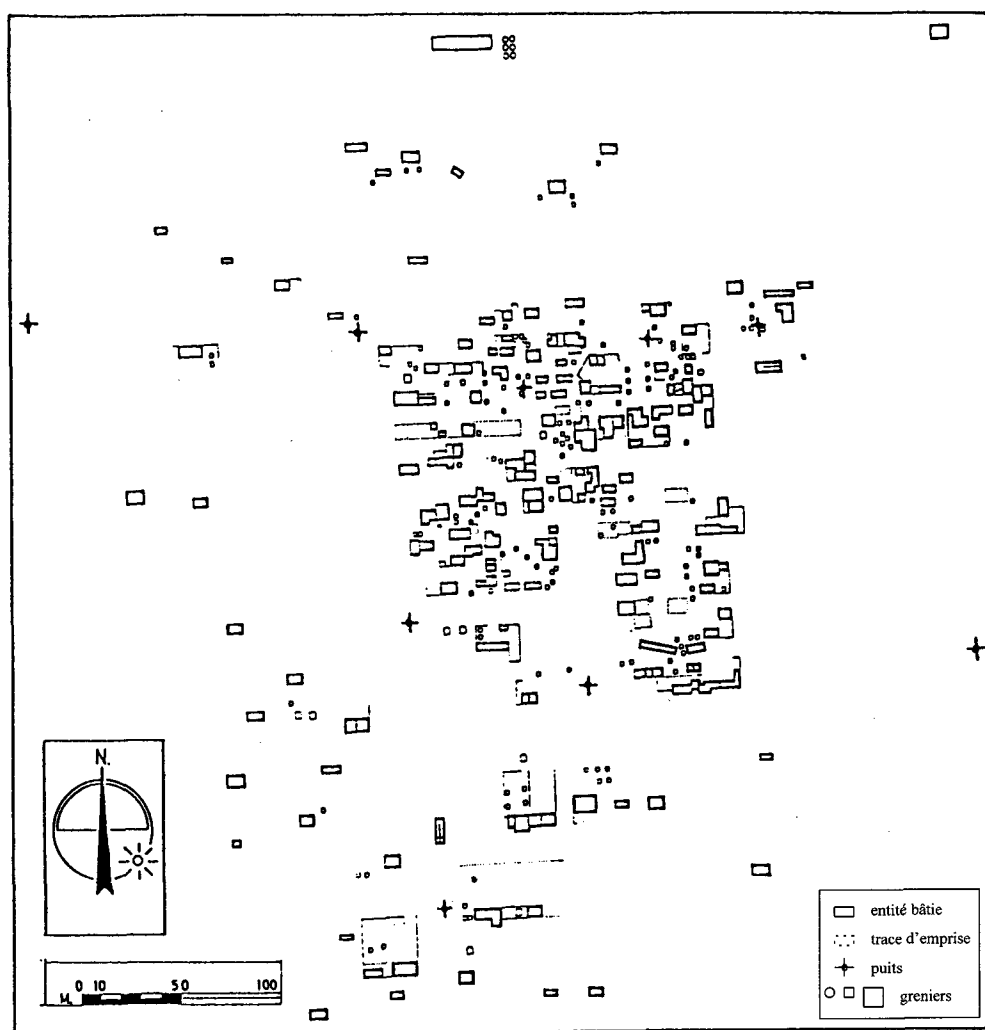 N.
entité bâtie
trace d'emprise
puits
greniers
0 10 50 100
M.